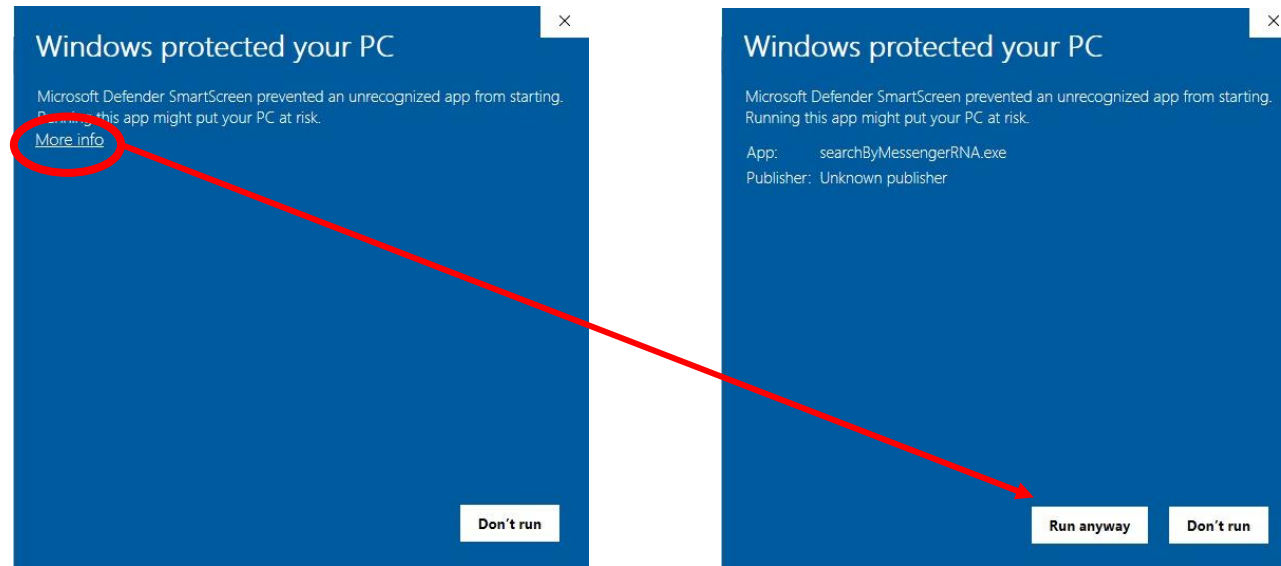 Windows protected your PC
Microsoft Defender SmartScreen prevented an unrecognized app from starting.
Running this app might put your PC at risk.
More info
Don't run
Windows protected your PC
Microsoft Defender SmartScreen prevented an unrecognized app from starting.
Running this app might put your PC at risk.
App: searchByMessengerRNA.exe
Publisher: Unknown publisher
Run anyway
Don't run